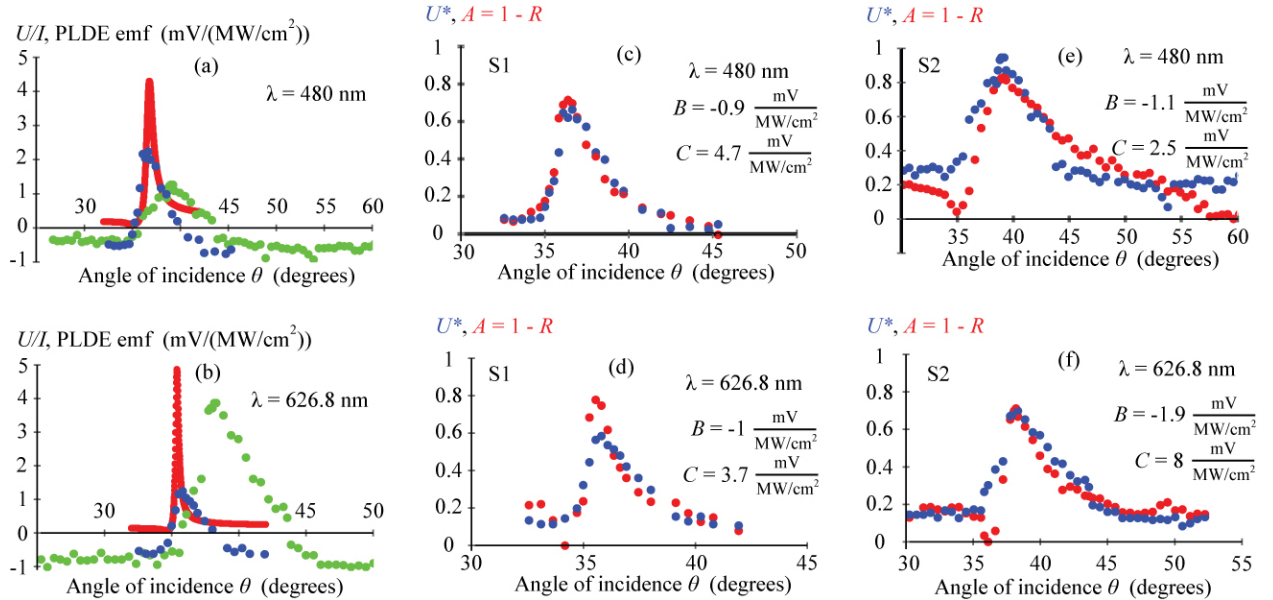 U/I, PLDE emf (mV/(MW/cm²))
(a)
λ = 480 nm
5
4
3
2
1
0
-1
30
45
50
55
60
Angle of incidence θ (degrees)
U*, A = 1 - R
S1
(c)
λ = 480 nm
B = -0.9 mV/MW/cm²
C = 4.7 mV/MW/cm²
1
0.8
0.6
0.4
0.2
0
30
35
40
45
50
Angle of incidence θ (degrees)
U*, A = 1 - R
S2
(e)
λ = 480 nm
B = -1.1 mV/MW/cm²
C = 2.5 mV/MW/cm²
1
0.8
0.6
0.4
0.2
0
35
40
45
50
55
60
Angle of incidence θ (degrees)
U/I, PLDE emf (mV/(MW/cm²))
(b)
λ = 626.8 nm
5
4
3
2
1
0
-1
30
45
50
Angle of incidence θ (degrees)
U*, A = 1 - R
S1
(d)
λ = 626.8 nm
B = -1 mV/MW/cm²
C = 3.7 mV/MW/cm²
1
0.8
0.6
0.4
0.2
0
30
35
40
45
Angle of incidence θ (degrees)
U*, A = 1 - R
S2
(f)
λ = 626.8 nm
B = -1.9 mV/MW/cm²
C = 8 mV/MW/cm²
1
0.8
0.6
0.4
0.2
0
30
35
40
45
50
55
Angle of incidence θ (degrees)